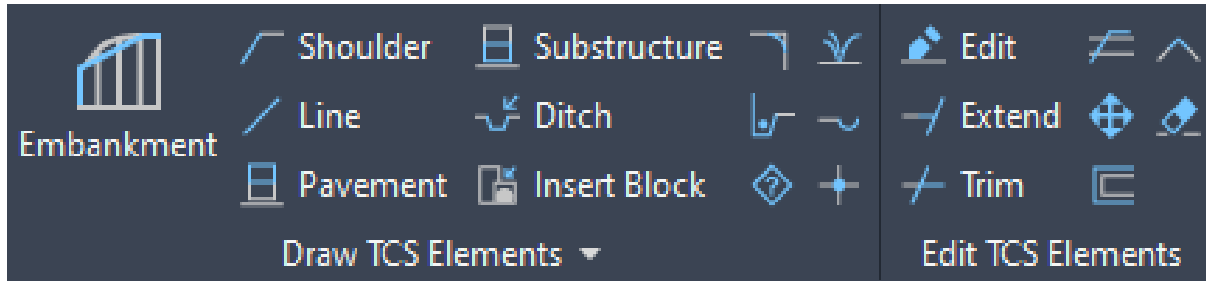 Embankment
Shoulder
Line
Pavement
Substructure
Ditch
Insert Block
Draw TCS Elements
Edit
Extend
Trim
Edit TCS Elements